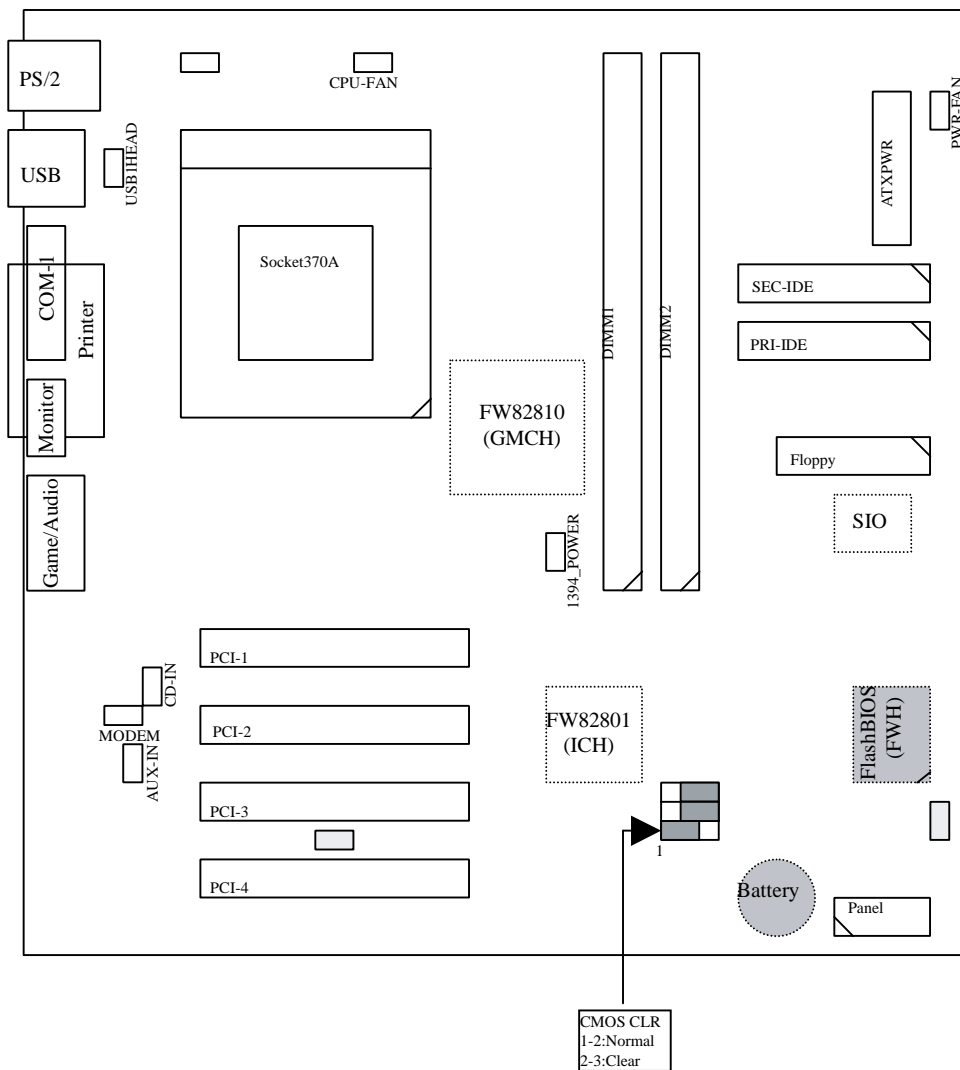 PS/2
CPU-FAN
PWR-FAN
ATXPWR
USB
USB1HEAD
COM-1
Printer
Socket370A
SEC-IDE
DIMM1
DIMM2
PRI-IDE
Monitor
FW82810
(GMCH)
Floppy
Game/Audio
SIO
1394_POWER
PCI-1
CD-IN
MODEM
PCI-2
FW82801
(ICH)
FlashBIOS
(FWH)
AUX-IN
PCI-3
1
PCI-4
Battery
Panel
CMOS CLR
1-2:Normal
2-3:Clear